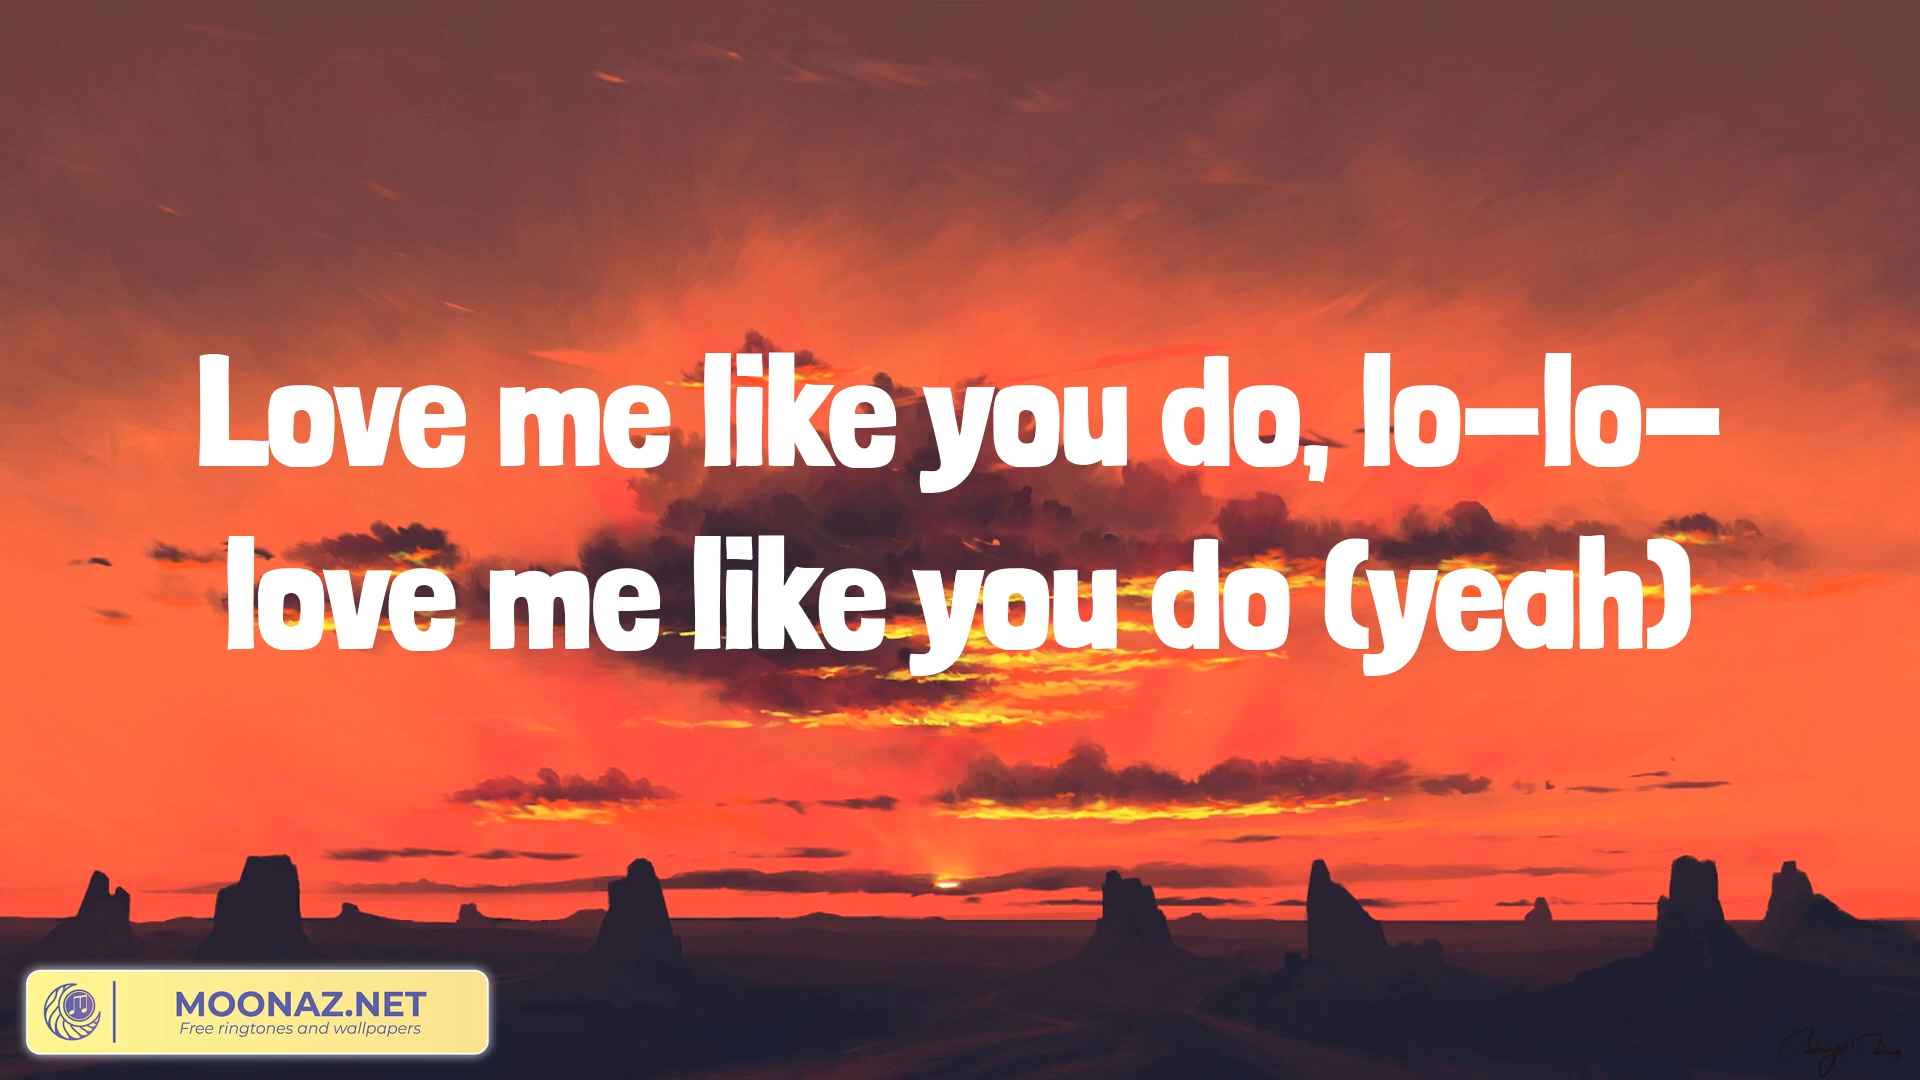 Love me like you do, lo-lo-
love me like you do (yeah)
MOONAZ.NET
Free ringtones and wallpapers